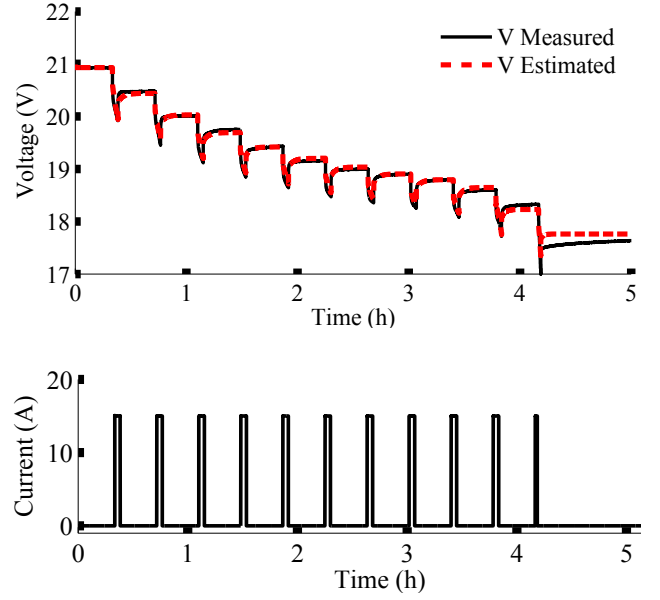 22
V Measured
V Estimated
21
20
19
18
17
Voltage (V)
0 1 2 3 4 5
Time (h)
20
10
0
Current (A)
0 1 2 3 4 5
Time (h)